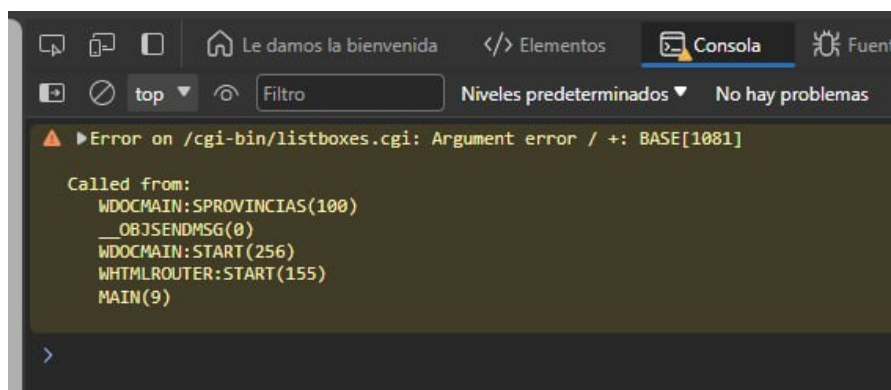 Le damos la bienvenida </> Elementos Consola Fuent
top ▼ Filtro Niveles predeterminados ▼ No hay problemas
▶Error on /cgi-bin/listboxes.cgi: Argument error / +: BASE[1081]
Called from:
WDOCMAIN:SPROVINCIAS(100)
__OBJSENDMSG(0)
WDOCMAIN:START(256)
WHTMLROUTER:START(155)
MAIN(9)
>